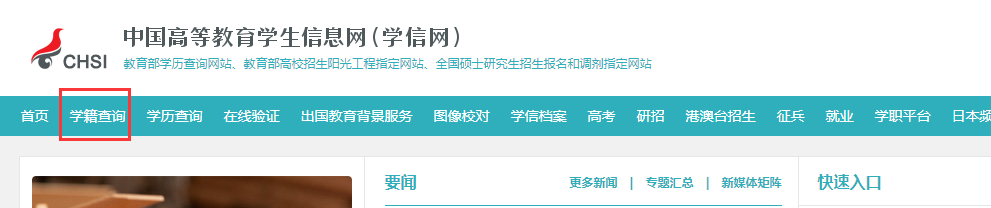 中国高等教育学生信息网(学信网)
CHSI
教育部学历查询网站、教育部高校招生阳光工程指定网站、全国硕士研究生招生报名和调剂指定网站
首页 学籍查询 学历查询 在线验证 出国教育背景服务 图像校对 学信档案 高考 研招 港澳台招生 征兵 就业 学职平台 日本频
要闻 更多新闻 | 专题汇总 | 新媒体矩阵 快速入口